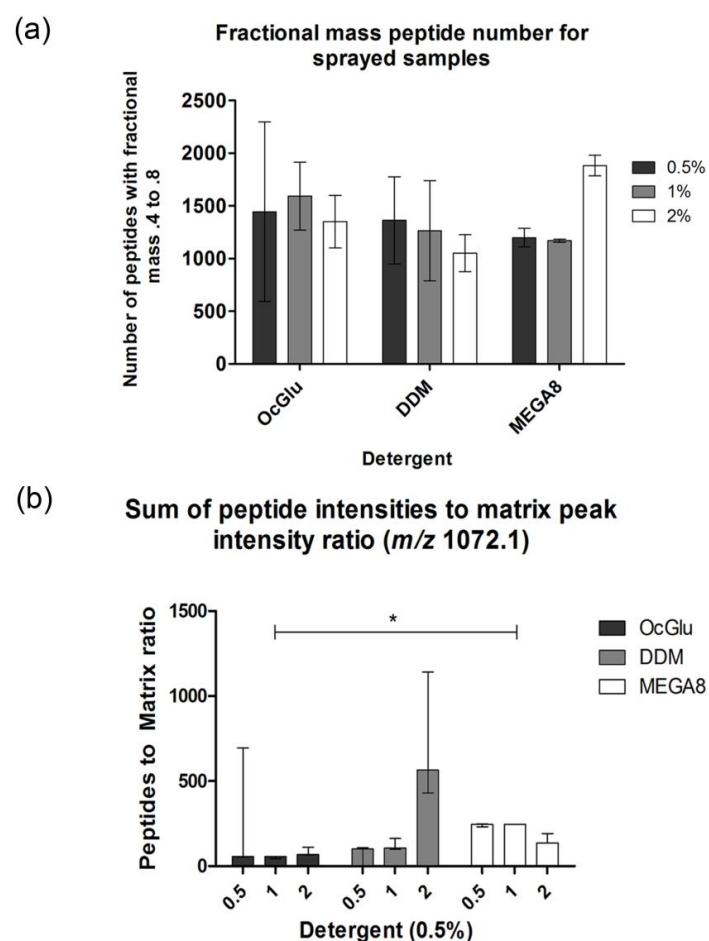 (a)
Fractional mass peptide number for
sprayed samples
Number of peptides with fractional
mass .4 to .8
2500
2000
1500
1000
500
0
0.5%
1%
2%
OcGlu
DDM
MEGA8
Detergent
(b)
Sum of peptide intensities to matrix peak
intensity ratio (m/z 1072.1)
Peptides to Matrix ratio
1500
1000
500
0
*
OcGlu
DDM
MEGA8
0.5
1
2
0.5
1
2
0.5
1
2
Detergent (0.5%)